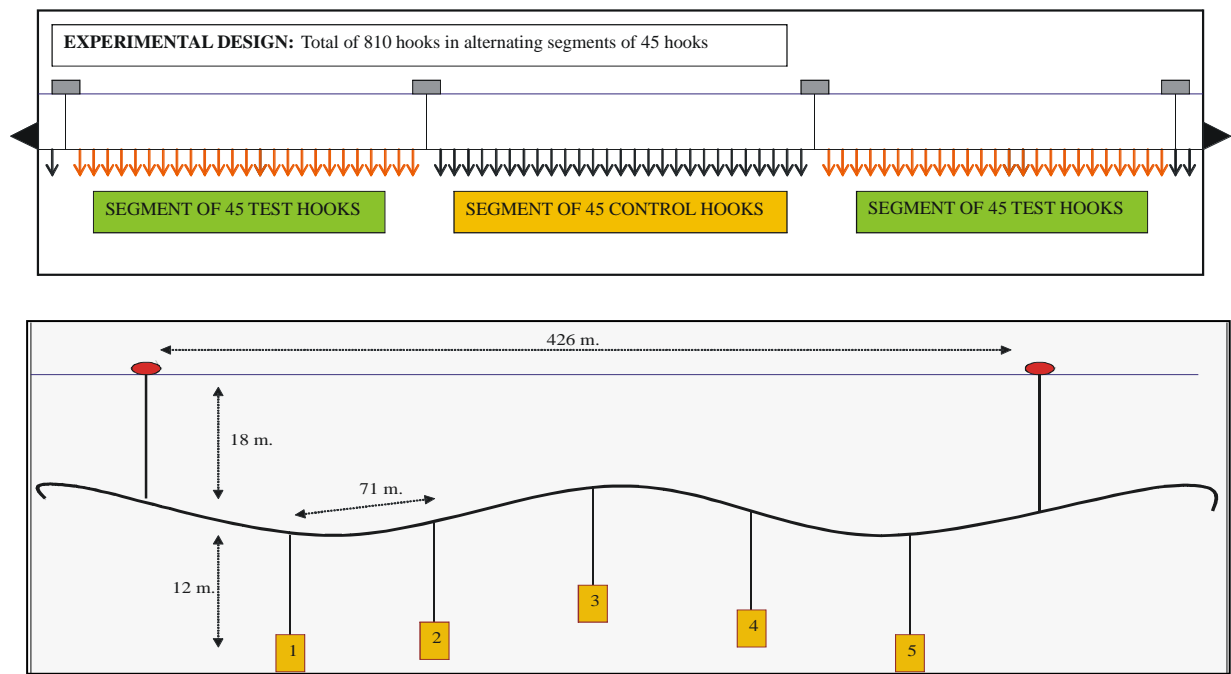 EXPERIMENTAL DESIGN: Total of 810 hooks in alternating segments of 45 hooks
SEGMENT OF 45 TEST HOOKS
SEGMENT OF 45 CONTROL HOOKS
SEGMENT OF 45 TEST HOOKS
426 m.
18 m.
71 m.
12 m.
1
2
3
4
5